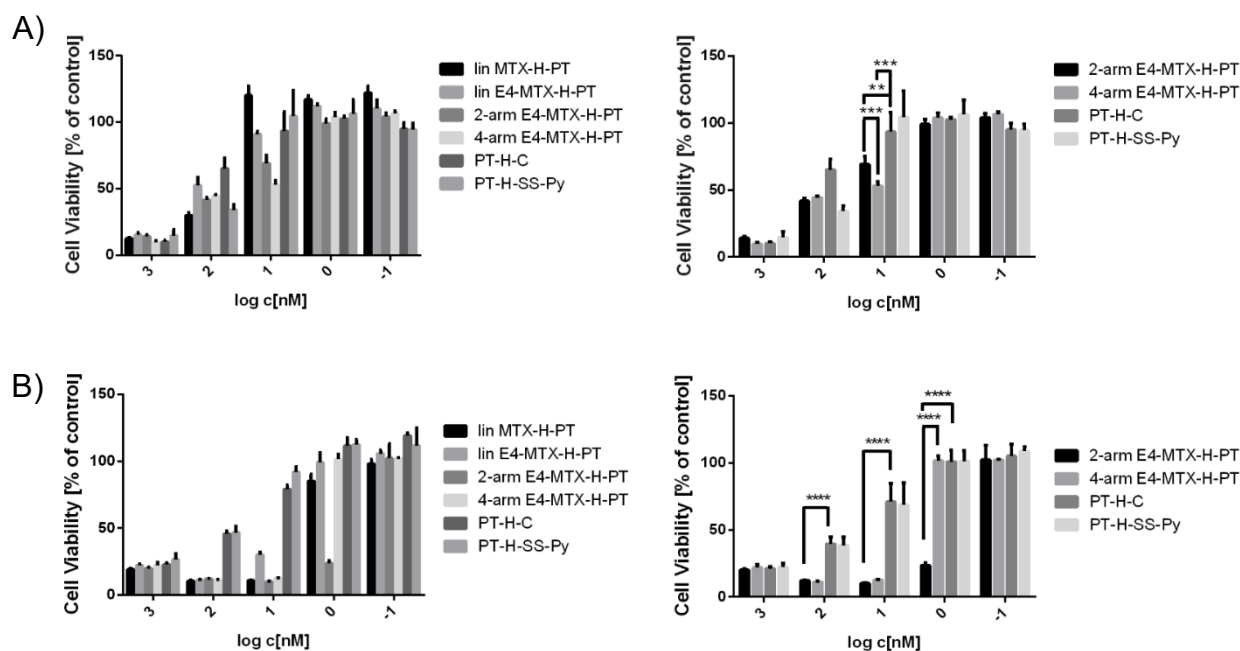 A)
Cell Viability [% of control]
150
100
50
0
3
2
1
0
-1
log c[nM]
lin MTX-H-PT
lin E4-MTX-H-PT
2-arm E4-MTX-H-PT
4-arm E4-MTX-H-PT
PT-H-C
PT-H-SS-Py
Cell Viability [% of control]
150
100
50
0
***
**
***
3
2
1
0
-1
log c[nM]
2-arm E4-MTX-H-PT
4-arm E4-MTX-H-PT
PT-H-C
PT-H-SS-Py
B)
Cell Viability [% of control]
150
100
50
0
3
2
1
0
-1
log c[nM]
lin MTX-H-PT
lin E4-MTX-H-PT
2-arm E4-MTX-H-PT
4-arm E4-MTX-H-PT
PT-H-C
PT-H-SS-Py
Cell Viability [% of control]
150
100
50
0
****
****
****
****
3
2
1
0
-1
log c[nM]
2-arm E4-MTX-H-PT
4-arm E4-MTX-H-PT
PT-H-C
PT-H-SS-Py